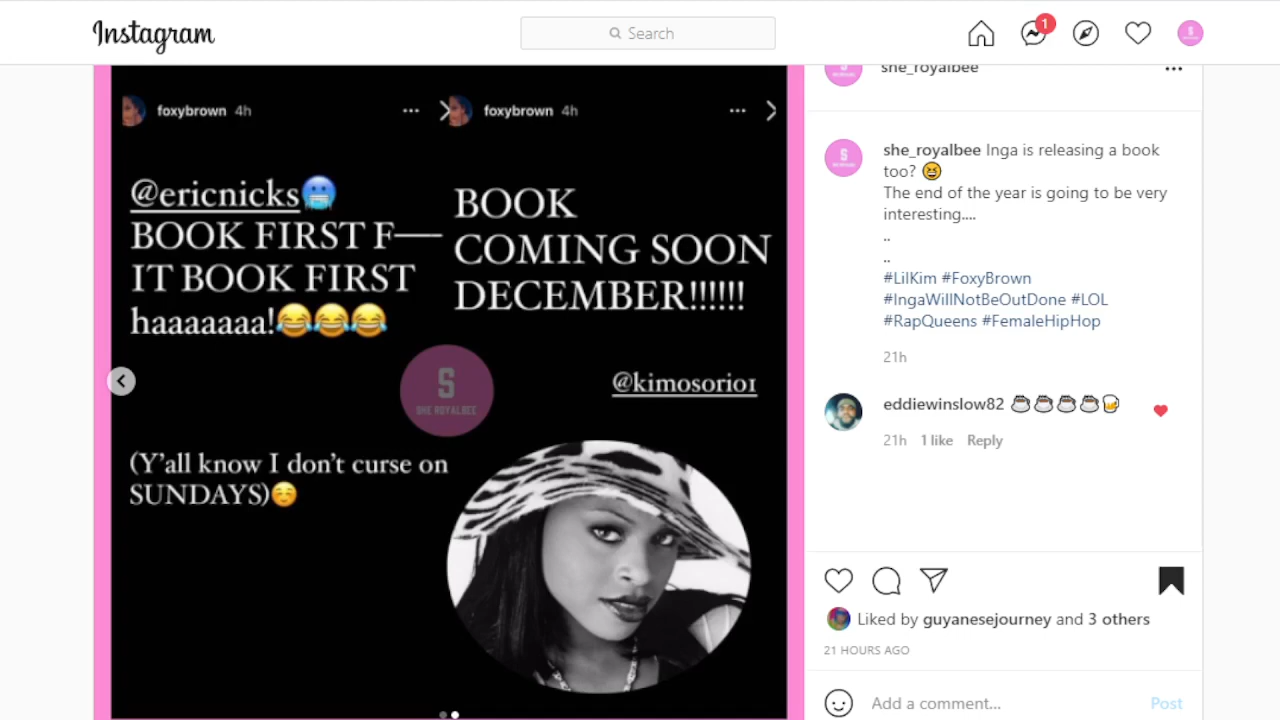 Instagram
Search
1
foxybrown 4h
@ericnicks🥶
BOOK FIRST F—
IT BOOK FIRST
haaaaaaa!😂😂😂
(Y'all know I don't curse on
SUNDAYS)☺️
foxybrown 4h
BOOK
COMING SOON
DECEMBER!!!!!!
@kimosorio1
S
SHE ROYALBEE
she_royalbee
she_royalbee Inga is releasing a book
too? 😆
The end of the year is going to be very
interesting....
..
..
#LilKim #FoxyBrown
#IngaWillNotBeOutDone #LOL
#RapQueens #FemaleHipHop
21h
eddiewinslow82 ☕☕☕☕🍺
21h 1 like Reply
Liked by guyanesejourney and 3 others
21 HOURS AGO
Add a comment... Post